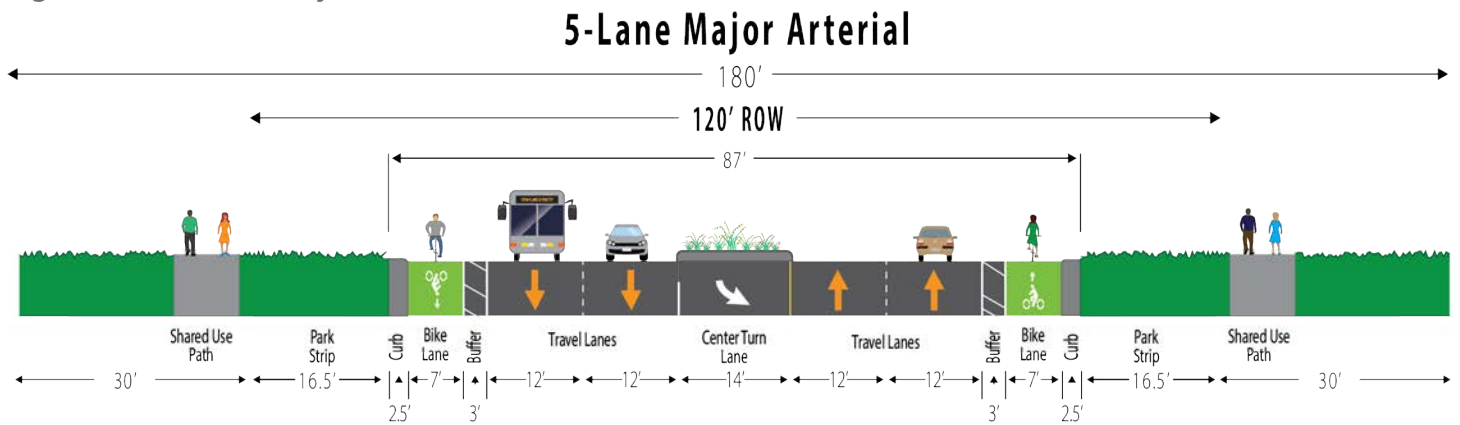 5-Lane Major Arterial
180'
120' ROW
87'
Shared Use
Path
Park
Strip
Curb
Bike
Lane
Buffer
Travel Lanes
Center Turn
Lane
Travel Lanes
Buffer
Bike
Lane
Curb
Park
Strip
Shared Use
Path
30'
16.5'
2.5'
7'
3'
12'
12'
14'
12'
12'
3'
7'
2.5'
16.5'
30'